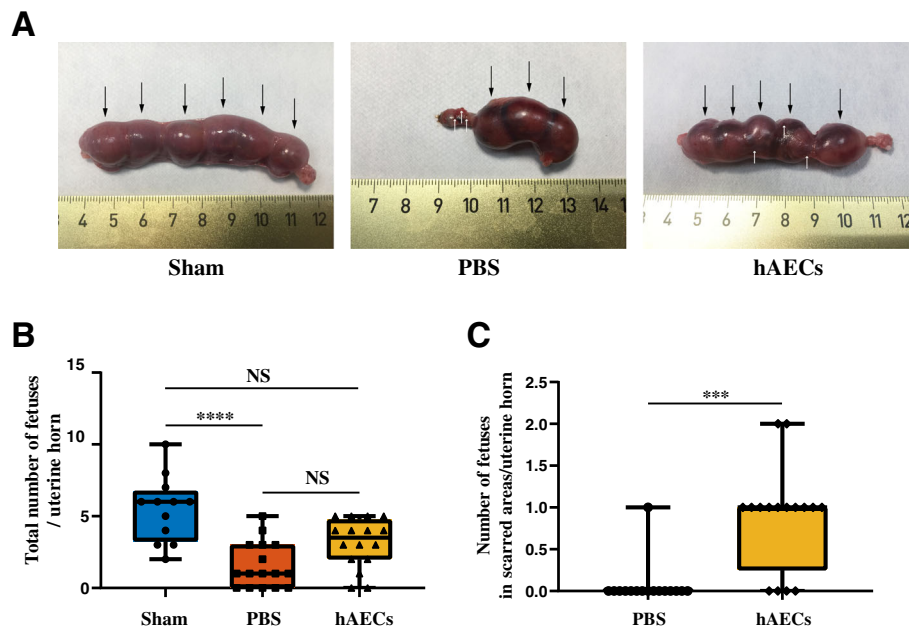 A
3 4 5 6 7 8 9 10 11 12
7 8 9 10 11 12 13 14
4 5 6 7 8 9 10 11 12
Sham PBS hAECs
B
Total number of fetuses
/ uterine horn
15
10
5
0
NS
****
NS
Sham PBS hAECs
C
Number of fetuses
in scarred areas/uterine horn
2.5
2.0
1.5
1.0
0.5
0.0
***
PBS hAECs